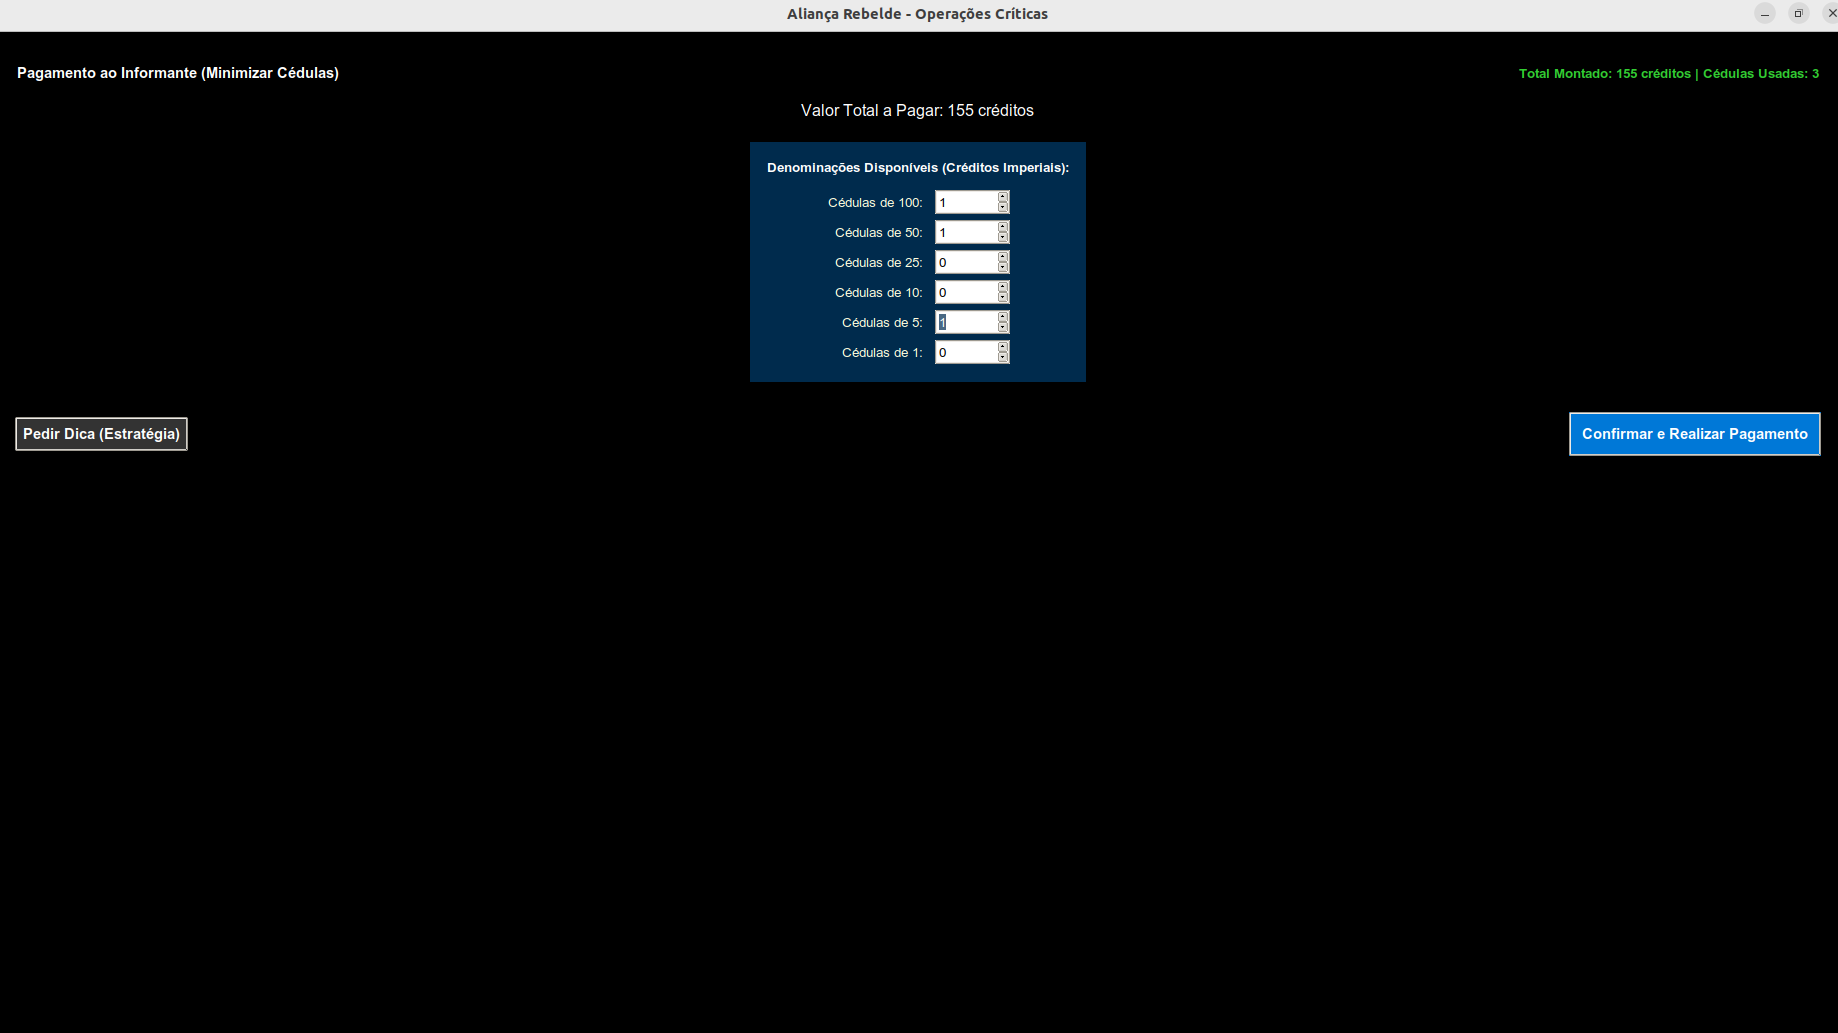 Aliança Rebelde - Operações Críticas
Pagamento ao Informante (Minimizar Cédulas)
Total Montado: 155 créditos | Cédulas Usadas: 3
Valor Total a Pagar: 155 créditos
Denominações Disponíveis (Créditos Imperiais):
Cédulas de 100: 1
Cédulas de 50: 1
Cédulas de 25: 0
Cédulas de 10: 0
Cédulas de 5: 1
Cédulas de 1: 0
Pedir Dica (Estratégia)
Confirmar e Realizar Pagamento